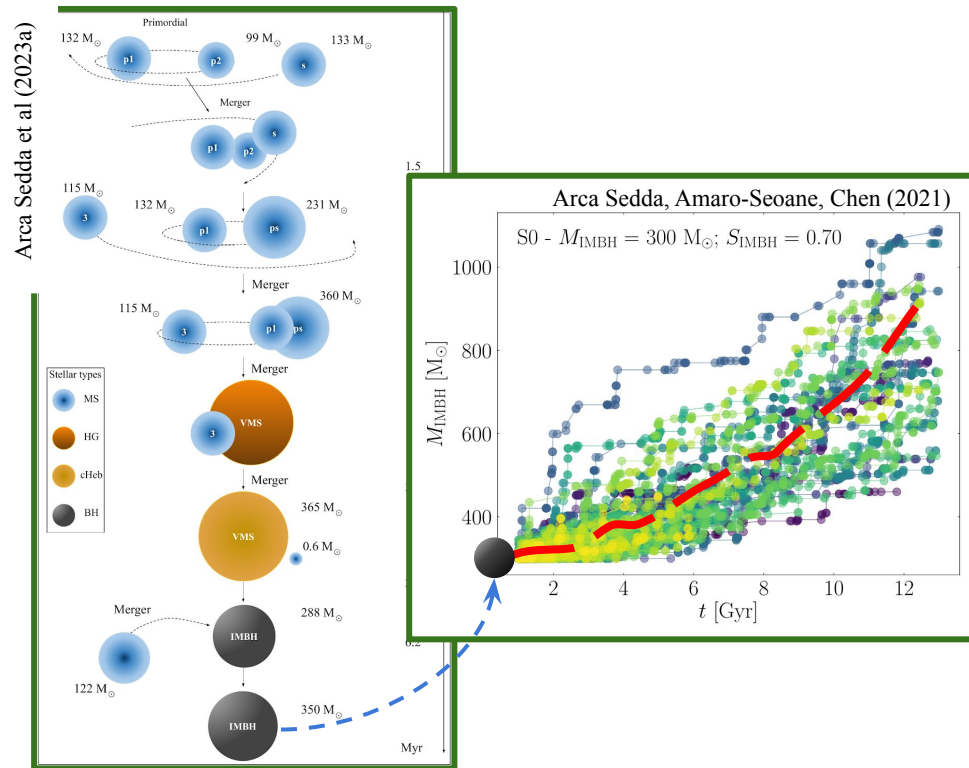 Arca Sedda et al (2023a)
Primordial
132 M⊙
99 M⊙
133 M⊙
p1
p2
s
Merger
p1
p2
s
1.5
115 M⊙
132 M⊙
231 M⊙
3
p1
ps
Merger
115 M⊙
360 M⊙
3
p1
ps
Merger
Stellar types
MS
HG
cHeb
BH
3
VMS
Merger
365 M⊙
VMS
0.6 M⊙
Merger
288 M⊙
IMBH
122 M⊙
350 M⊙
IMBH
Myr
Arca Sedda, Amaro-Seoane, Chen (2021)
S0 - M_IMBH = 300 M⊙; S_IMBH = 0.70
M_IMBH [M⊙]
1000
800
600
400
2 4 6 8 10 12
t [Gyr]